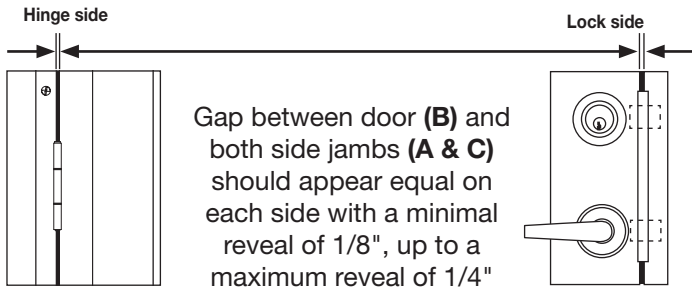 Hinge side
Lock side
Gap between door (B) and
both side jambs (A & C)
should appear equal on
each side with a minimal
reveal of 1/8", up to a
maximum reveal of 1/4"